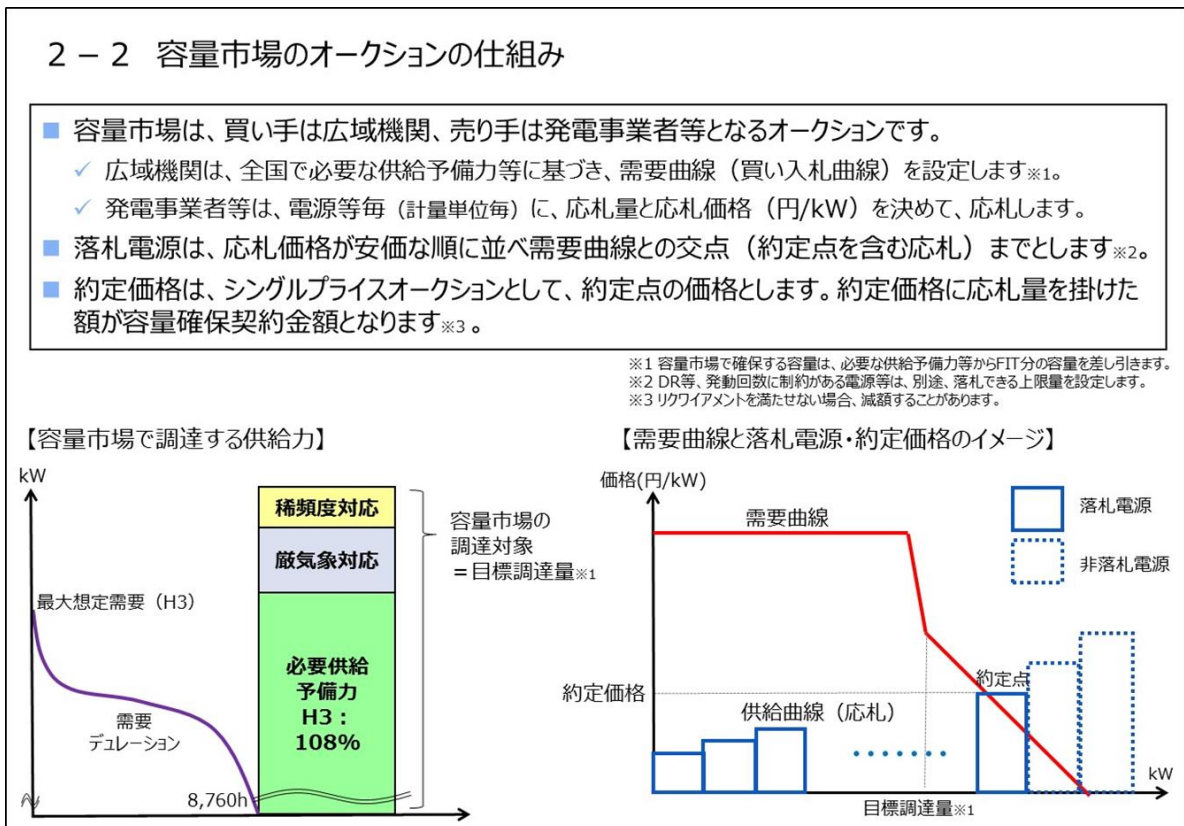 2-2 容量市場のオークションの仕組み
■ 容量市場は、買い手は広域機関、売り手は発電事業者等となるオークションです。
✓ 広域機関は、全国で必要な供給予備力等に基づき、需要曲線（買い入札曲線）を設定します※1。
✓ 発電事業者等は、電源等毎（計量単位毎）に、応札量と応札価格（円/kW）を決めて、応札します。
■ 落札電源は、応札価格が安価な順に並べ需要曲線との交点（約定点を含む応札）までとします※2。
■ 約定価格は、シングルプライスオークションとして、約定点の価格とします。約定価格に応札量を掛けた
額が容量確保契約金額となります※3 。
※1 容量市場で確保する容量は、必要な供給予備力等からFIT分の容量を差し引きます。
※2 DR等、発動回数に制約がある電源等は、別途、落札できる上限量を設定します。
※3 リクワイアメントを満たせない場合、減額することがあります。
【容量市場で調達する供給力】
kW
稀頻度対応
厳気象対応
必要供給
予備力
H3：
108%
容量市場の
調達対象
＝目標調達量※1
最大想定需要（H3）
需要
デュレーション
8,760h
【需要曲線と落札電源・約定価格のイメージ】
価格(円/kW)
需要曲線
落札電源
非落札電源
約定点
約定価格
供給曲線（応札）
kW
目標調達量※1